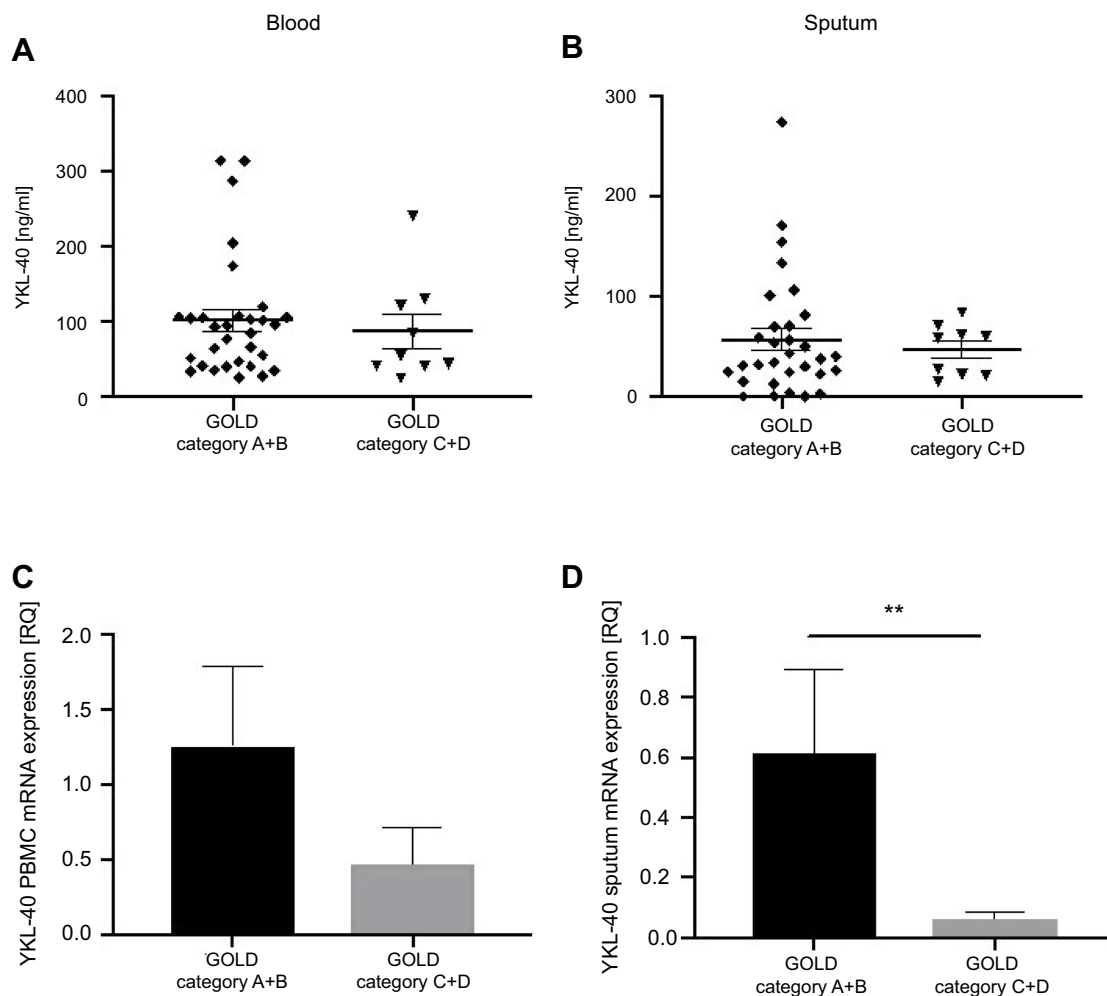 Blood
Sputum
A
B
YKL-40 [ng/ml]
400
300
200
100
0
GOLD
category A+B
GOLD
category C+D
YKL-40 [ng/ml]
300
200
100
0
GOLD
category A+B
GOLD
category C+D
C
D
YKL-40 PBMC mRNA expression [RQ]
2.0
1.5
1.0
0.5
0.0
GOLD
category A+B
GOLD
category C+D
YKL-40 sputum mRNA expression [RQ]
**
1.0
0.8
0.6
0.4
0.2
0.0
GOLD
category A+B
GOLD
category C+D